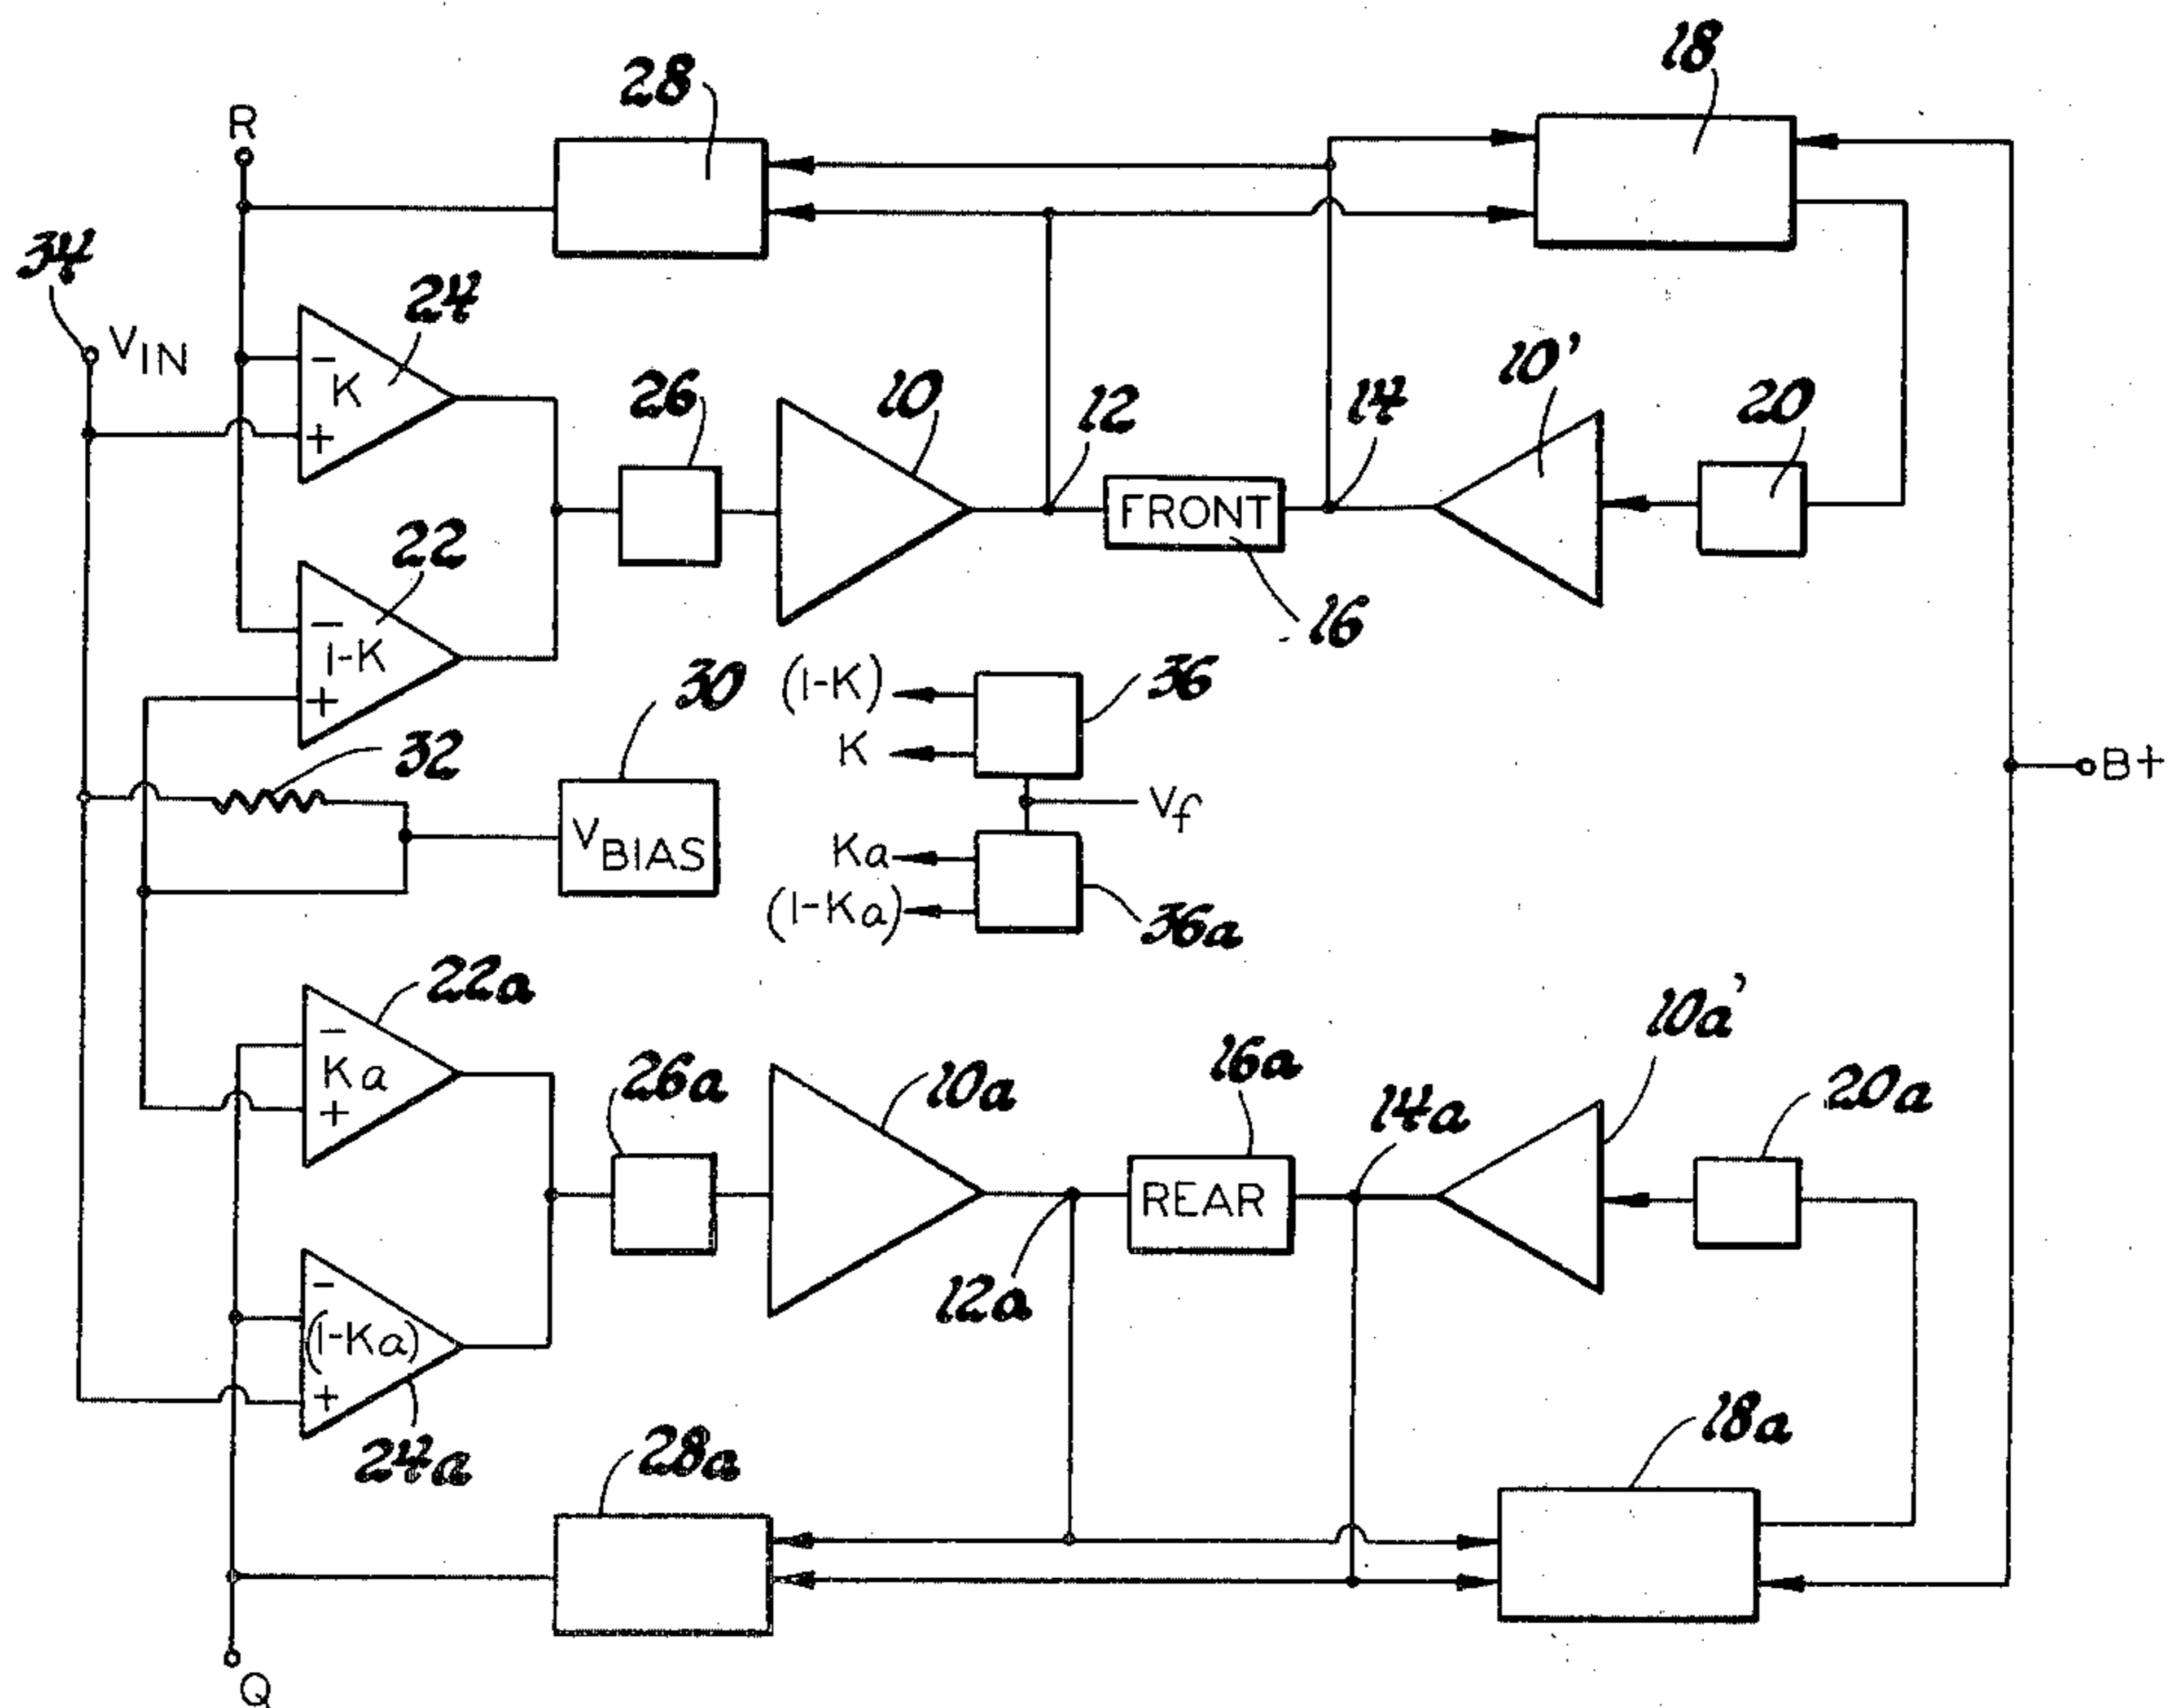 18
28
R
34
VIN
24
-
K
+
26
10
12
14
10'
20
FRONT
16
22
-
1-K
+
30
VBIAS
32
(1-K)
K
36
Vf
Ka
(1-Ka)
36a
B+
22a
-
Ka
+
26a
10a
16a
REAR
14a
10a'
20a
12a
-
(1-Ka)
+
24a
28a
18a
Q